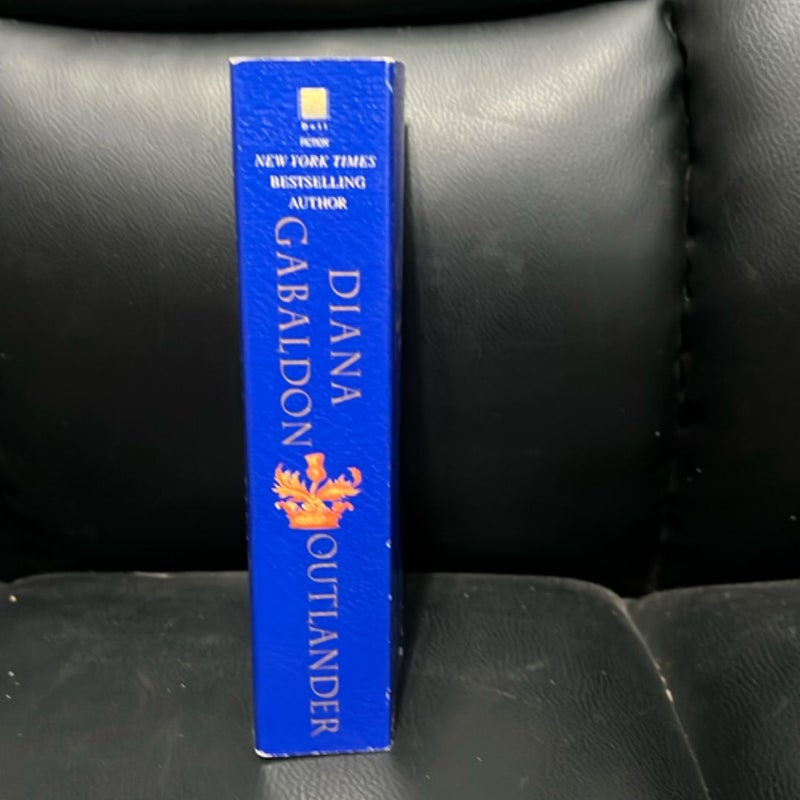 Dell
FICTION
NEW YORK TIMES
BESTSELLING
AUTHOR
DIANA
GABALDON
OUTLANDER